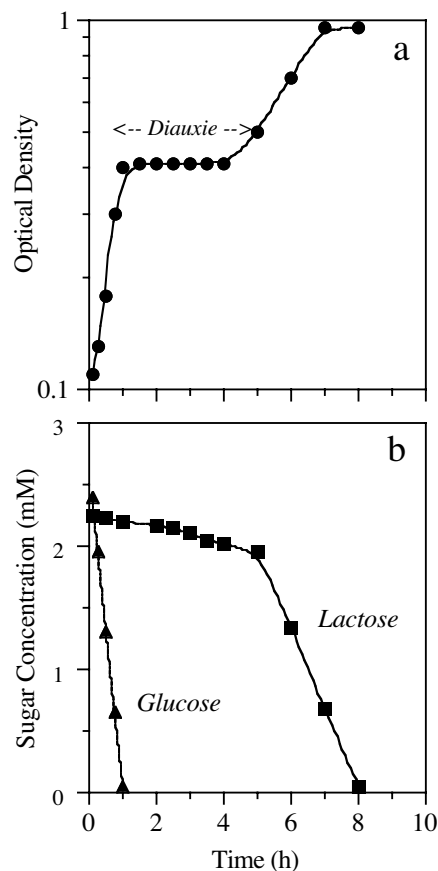 1
a
<-- Diauxie -->
Optical Density
0.1
3
b
2
Lactose
Sugar Concentration (mM)
1
Glucose
0
0 2 4 6 8 10
Time (h)